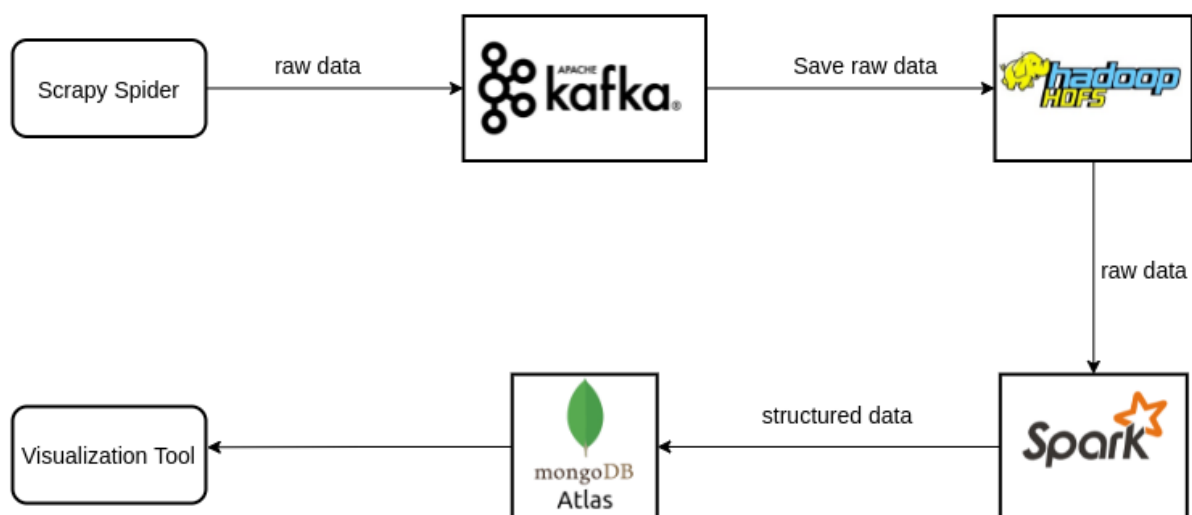 Scrapy Spider
raw data
APACHE
kafka®
Save raw data
hadoop
HDFS
raw data
Visualization Tool
mongoDB
Atlas
structured data
Spark